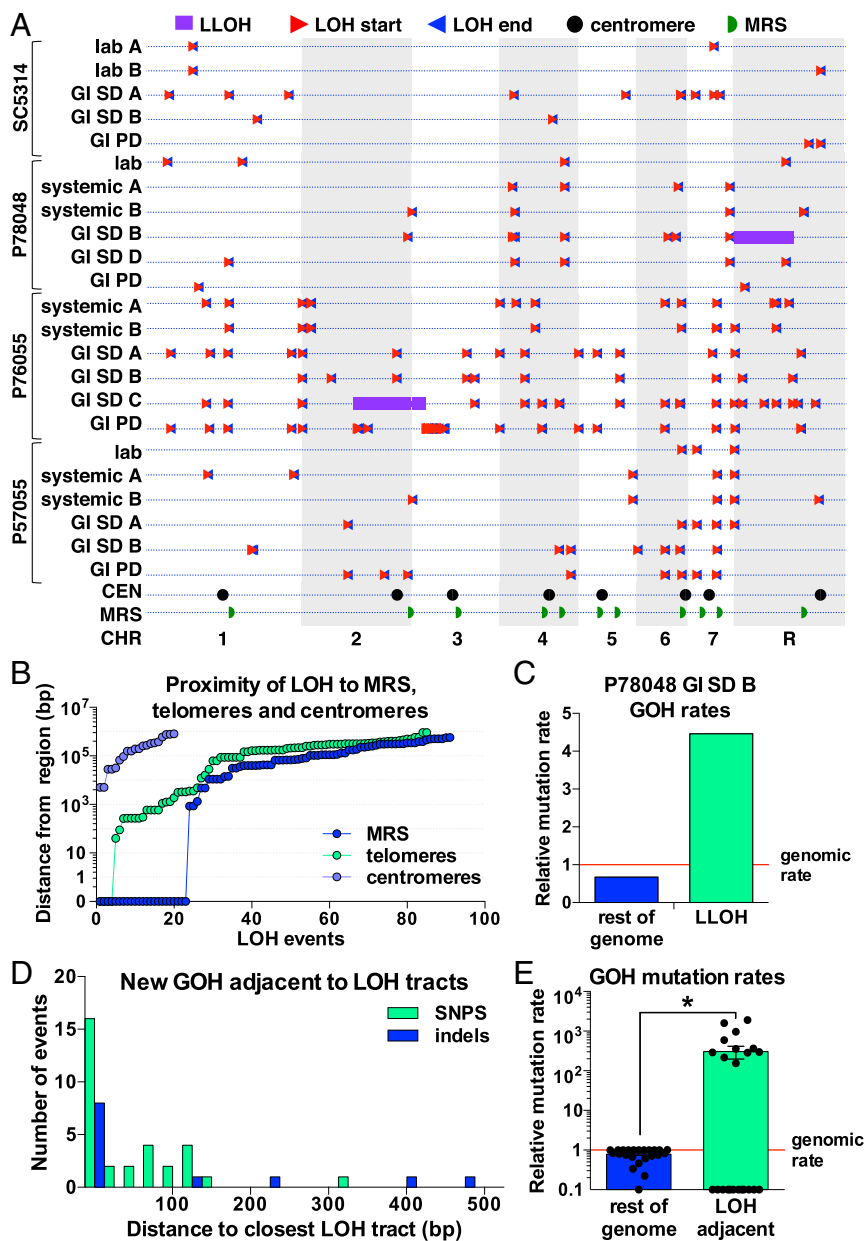 A
LLOH LOH start LOH end centromere MRS
SC5314
lab A
lab B
GI SD A
GI SD B
GI PD
P78048
lab
systemic A
systemic B
GI SD B
GI SD D
GI PD
P76055
systemic A
systemic B
GI SD A
GI SD B
GI SD C
GI PD
P57055
lab
systemic A
systemic B
GI SD A
GI SD B
GI PD
CEN
MRS
CHR 1 2 3 4 5 6 7 R
B
Proximity of LOH to MRS,
telomeres and centromeres
Distance from region (bp)
10^7
10^5
10^3
10
1
0
MRS
telomeres
centromeres
0 20 40 60 80 100
LOH events
C
P78048 GI SD B
GOH rates
Relative mutation rate
5
4
3
2
1
0
genomic
rate
rest of
genome
LLOH
D
New GOH adjacent to LOH tracts
Number of events
20
15
10
5
0
SNPS
indels
100 200 300 400 500
Distance to closest LOH tract (bp)
E
GOH mutation rates
Relative mutation rate
10^4
10^3
10^2
10
1
0.1
*
genomic
rate
rest of
genome
LOH
adjacent